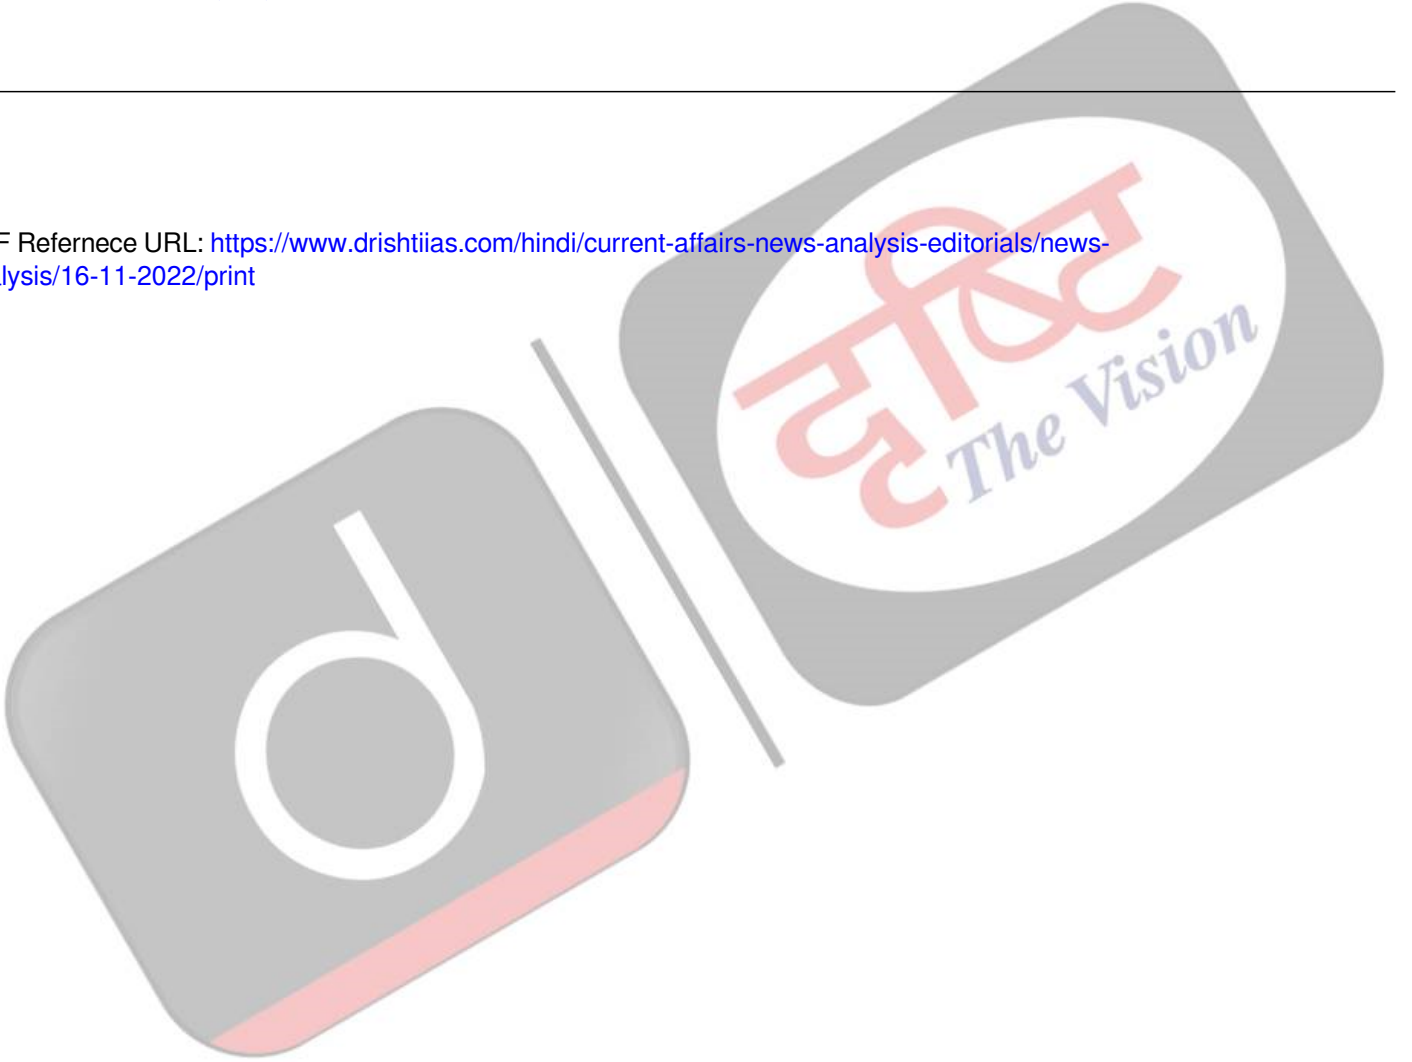 F Refernece URL: https://www.drishtiias.com/hindi/current-affairs-news-analysis-editorials/news-
lysis/16-11-2022/print
दृष्टि
The Vision
d